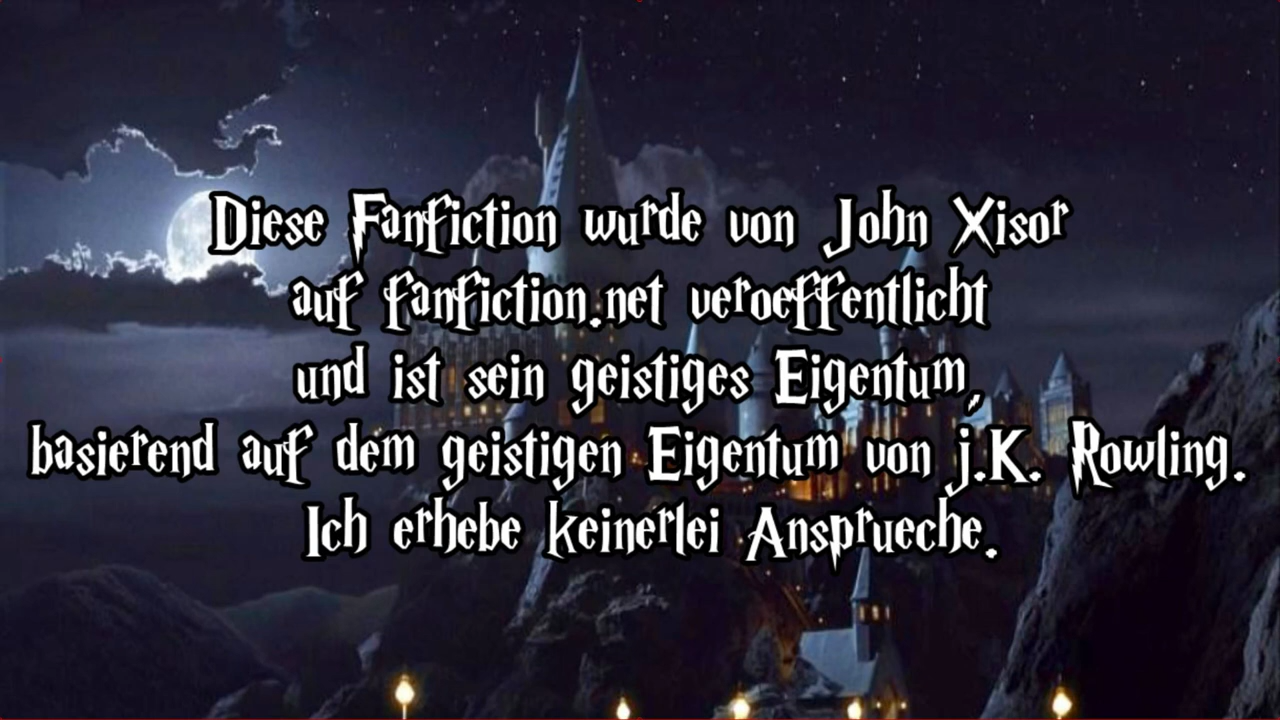 Diese Fanfiction wurde von John Xisor
auf fanfiction.net veroeffentlicht
und ist sein geistiges Eigentum,
basierend auf dem geistigen Eigentum von j.K. Rowling.
Ich erhebe keinerlei Ansprueche.